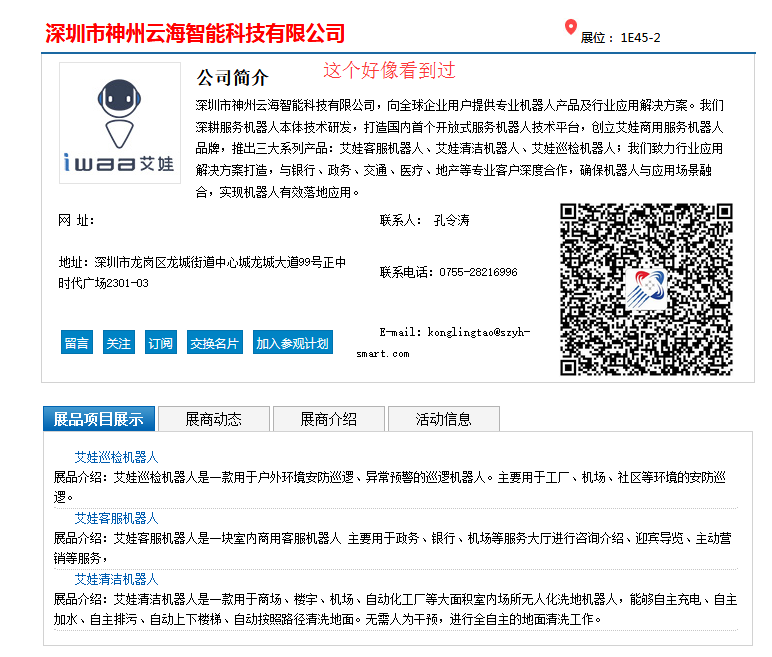 深圳市神州云海智能科技有限公司
展位： 1E45-2
这个好像看到过
公司简介
深圳市神州云海智能科技有限公司，向全球企业用户提供专业机器人产品及行业应用解决方案。我们
深耕服务机器人本体技术研发，打造国内首个开放式服务机器人技术平台，创立艾娃商用服务机器人
品牌，推出三大系列产品：艾娃客服机器人、艾娃清洁机器人、艾娃巡检机器人；我们致力行业应用
解决方案打造，与银行、政务、交通、医疗、地产等专业客户深度合作，确保机器人与应用场景融
合，实现机器人有效落地应用。
iwaa艾娃
网 址：
联系人： 孔令涛
地址：深圳市龙岗区龙城街道中心城龙城大道99号正中
时代广场2301-03
联系电话：0755-28216996
E-mail：konglingtao@szyh-
smart.com
留言 关注 订阅 交换名片 加入参观计划
展品项目展示 展商动态 展商介绍 活动信息
艾娃巡检机器人
展品介绍：艾娃巡检机器人是一款用于户外环境安防巡逻、异常预警的巡逻机器人。主要用于工厂、机场、社区等环境的安防巡
逻。
艾娃客服机器人
展品介绍：艾娃客服机器人是一块室内商用客服机器人 主要用于政务、银行、机场等服务大厅进行咨询介绍、迎宾导览、主动营
销等服务，
艾娃清洁机器人
展品介绍：艾娃清洁机器人是一款用于商场、楼宇、机场、自动化工厂等大面积室内场所无人化洗地机器人，能够自主充电、自主
加水、自主排污、自动上下楼梯、自动按照路径清洗地面。无需人为干预，进行全自主的地面清洗工作。